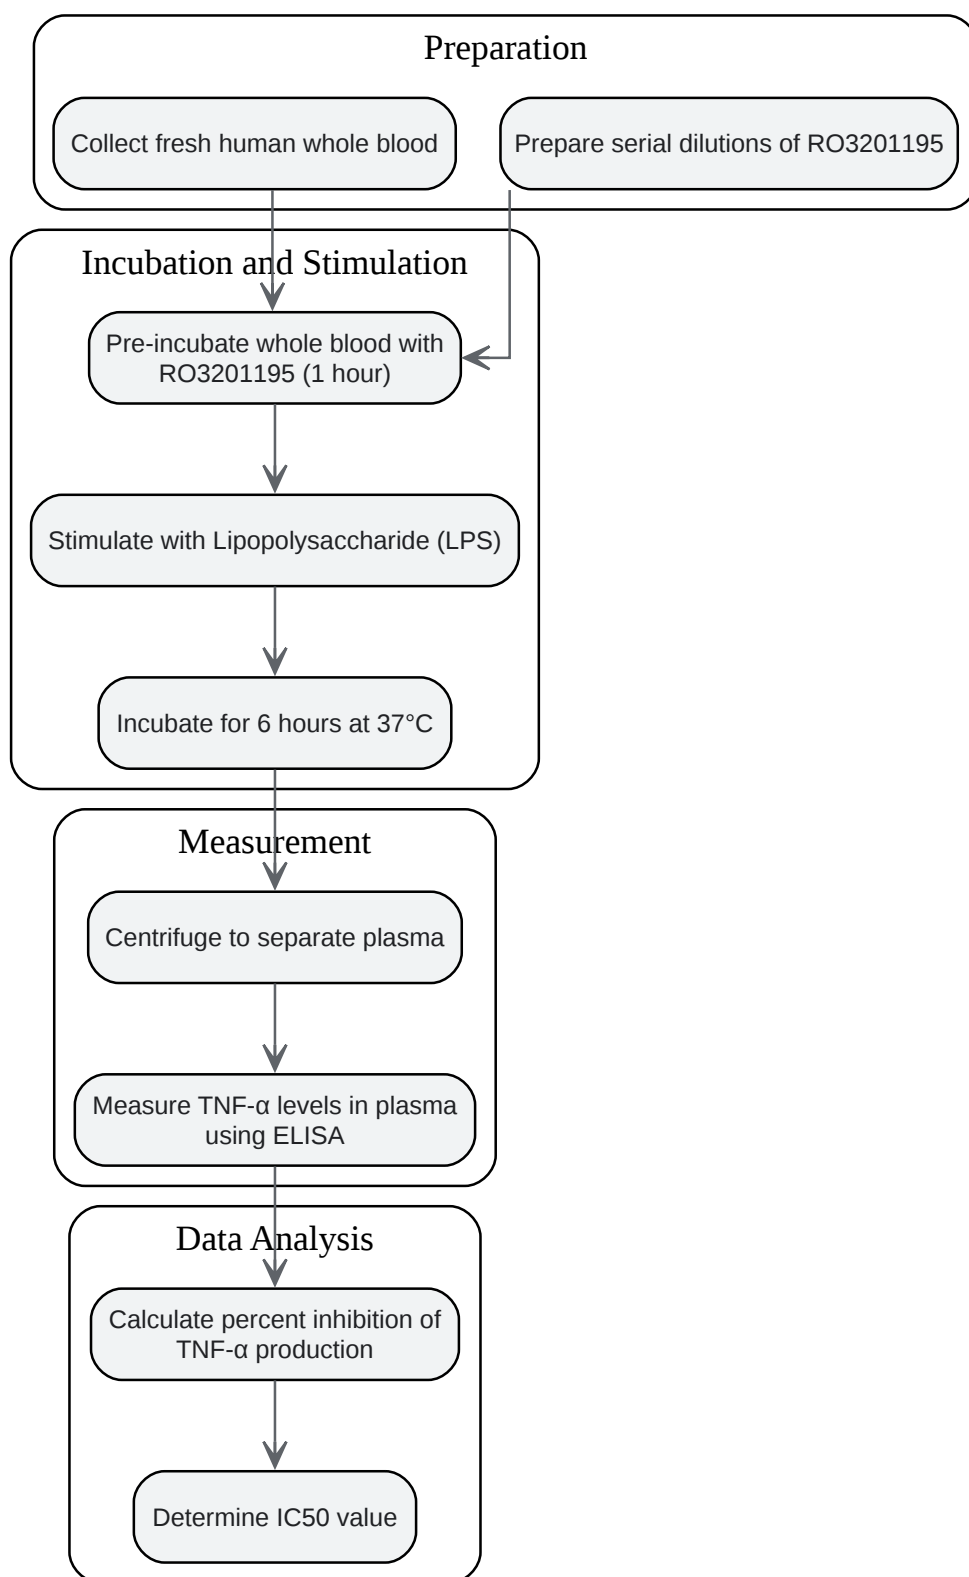 Preparation
Collect fresh human whole blood
Prepare serial dilutions of RO3201195
Incubation and Stimulation
Pre-incubate whole blood with
RO3201195 (1 hour)
Stimulate with Lipopolysaccharide (LPS)
Incubate for 6 hours at 37°C
Measurement
Centrifuge to separate plasma
Measure TNF-α levels in plasma
using ELISA
Data Analysis
Calculate percent inhibition of
TNF-α production
Determine IC50 value